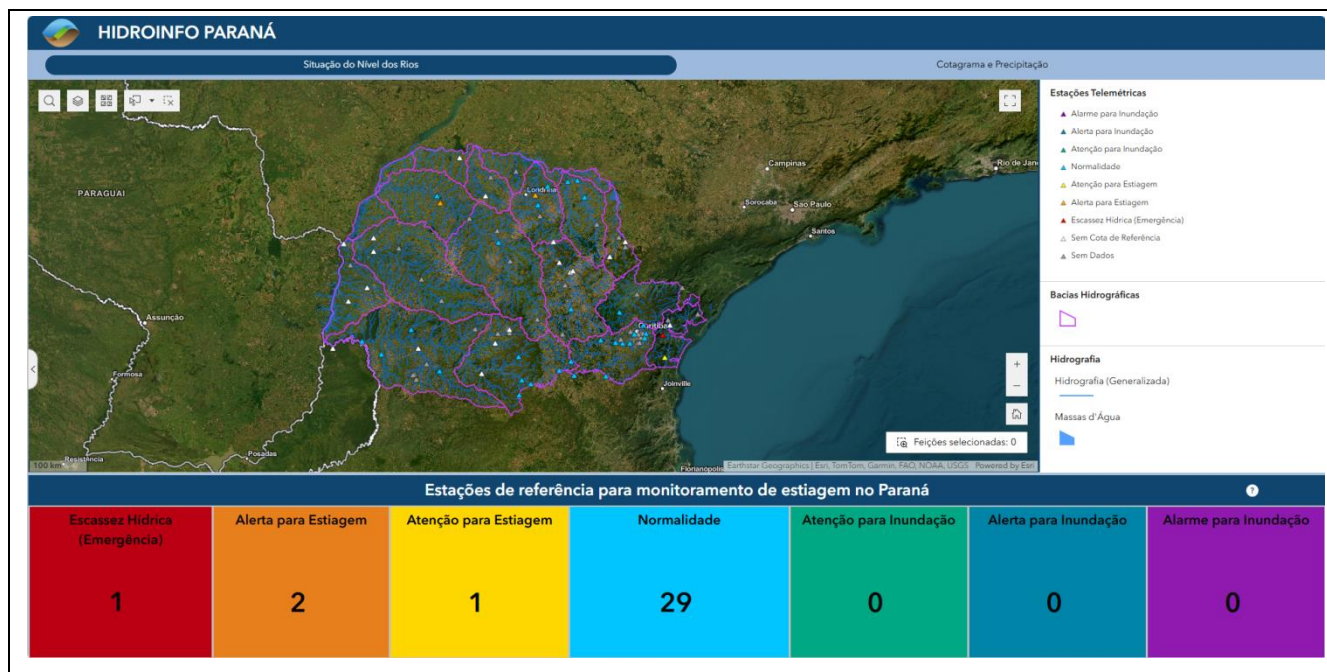 HIDROINFO PARANÁ
Situação do Nível dos Rios
Cotagrama e Precipitação
Estações Telemétricas
Alarme para Inundação
Alerta para Inundação
Atenção para Inundação
Normalidade
Atenção para Estiagem
Alerta para Estiagem
Escassez Hídrica (Emergência)
Sem Cota de Referência
Sem Dados
Bacias Hidrográficas
Hidrografia
Hidrografia (Generalizada)
Massas d'Água
Campinas
Rio de Jan
PARAGUAI
Londrina
Sorocaba
Sao Paulo
Santos
Assunção
Curitiba
Formosa
Joinville
Feições selecionadas: 0
100 km
Resistência
Posadas
Florianopolis
Earthstar Geographics | Esri, TomTom, Garmin, FAO, NOAA, USGS
Powered by Esri
Estações de referência para monitoramento de estiagem no Paraná
?
Escassez Hídrica
(Emergência)
1
Alerta para Estiagem
2
Atenção para Estiagem
1
Normalidade
29
Atenção para Inundação
0
Alerta para Inundação
0
Alarme para Inundação
0